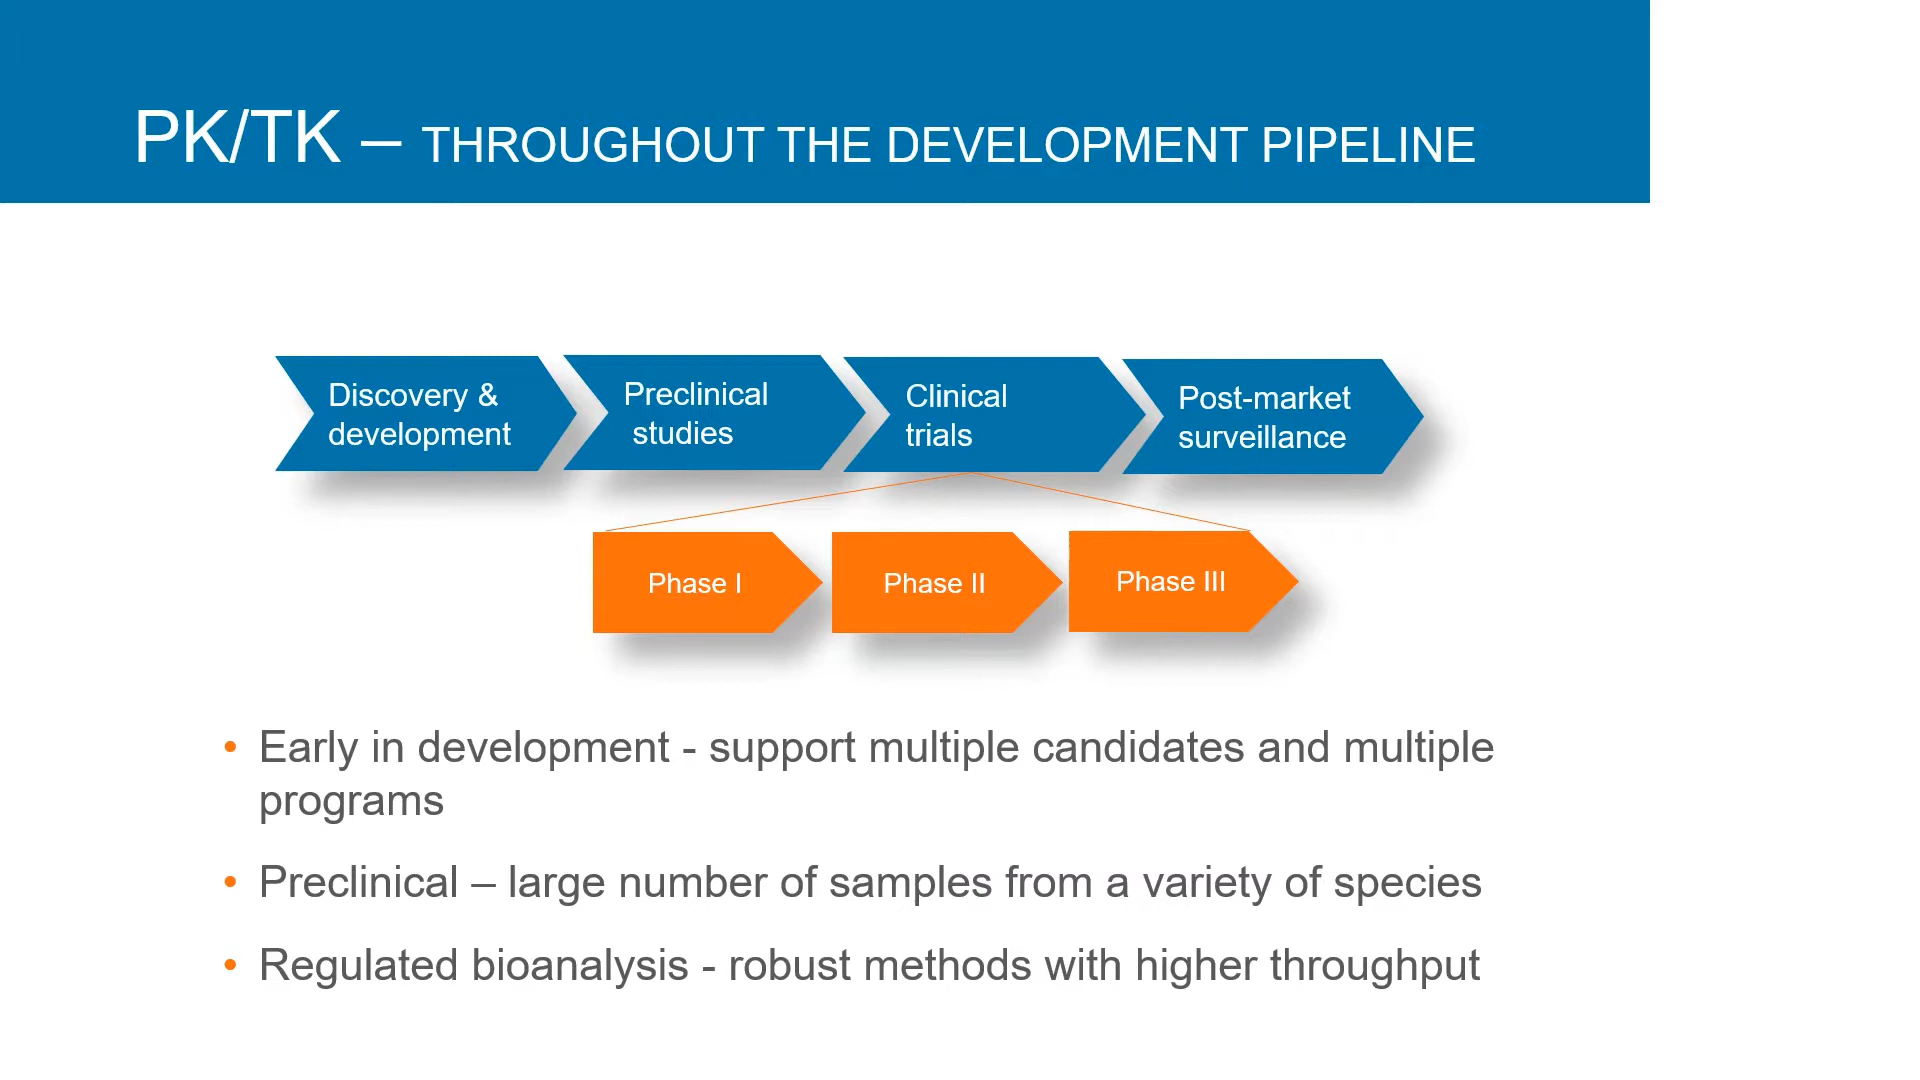 PK/TK – THROUGHOUT THE DEVELOPMENT PIPELINE
Discovery &
development
Preclinical
studies
Clinical
trials
Post-market
surveillance
Phase I
Phase II
Phase III
• Early in development - support multiple candidates and multiple
programs
• Preclinical – large number of samples from a variety of species
• Regulated bioanalysis - robust methods with higher throughput